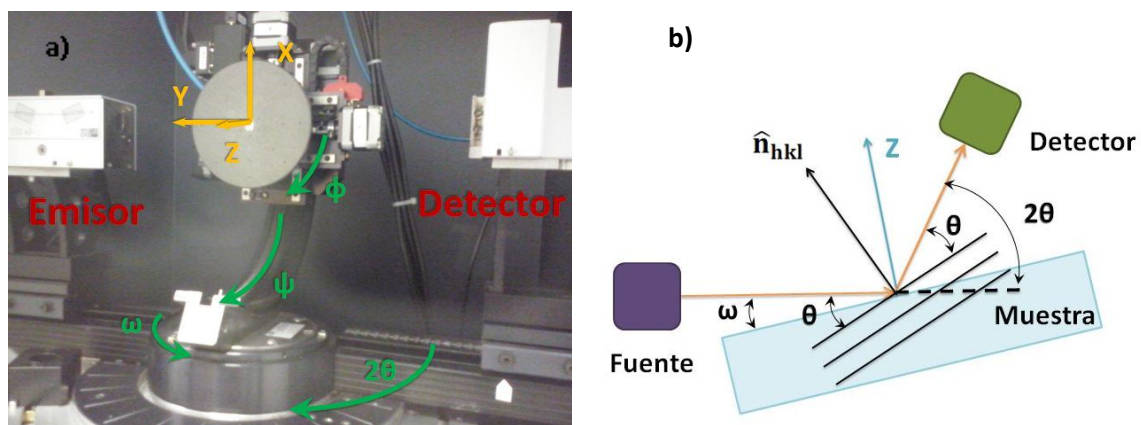 a)
X
Y
Z
Emisor
Detector
ϕ
ψ
ω
2θ
b)
n̂hkl
Z
Detector
θ
2θ
ω
θ
Fuente
Muestra